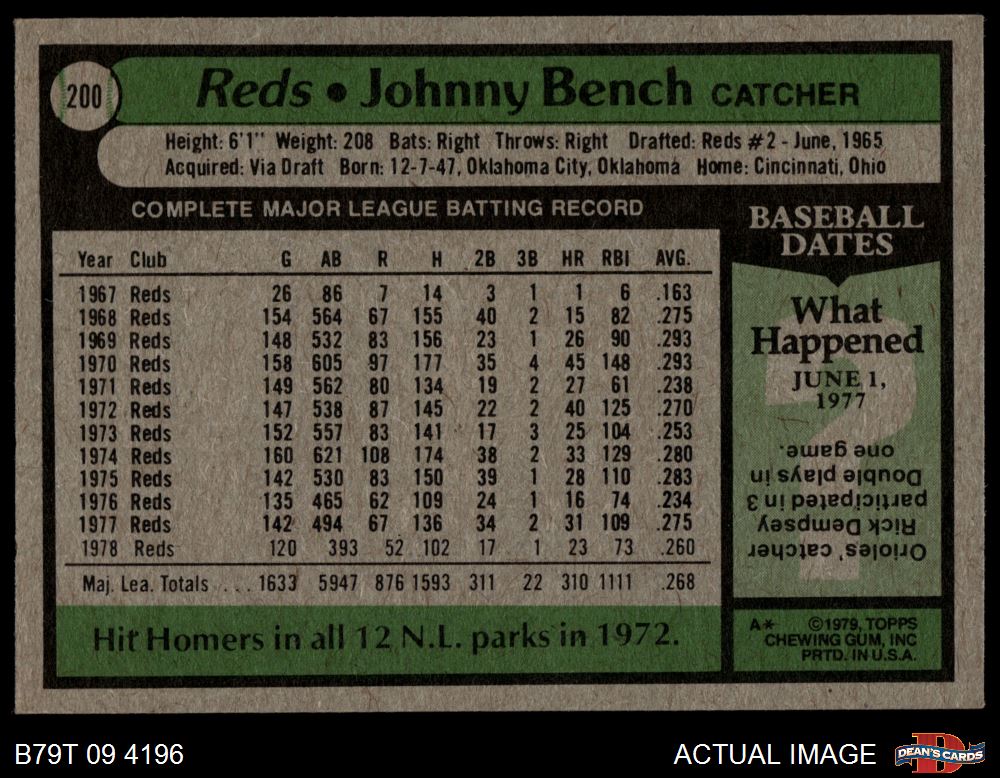 200
Reds • Johnny Bench CATCHER
Height: 6'1" Weight: 208 Bats: Right Throws: Right Drafted: Reds #2 - June, 1965
Acquired: Via Draft Born: 12-7-47, Oklahoma City, Oklahoma Home: Cincinnati, Ohio
COMPLETE MAJOR LEAGUE BATTING RECORD
Year Club G AB R H 2B 3B HR RBI AVG.
1967 Reds 26 86 7 14 3 1 1 6 .163
1968 Reds 154 564 67 155 40 2 15 82 .275
1969 Reds 148 532 83 156 23 1 26 90 .293
1970 Reds 158 605 97 177 35 4 45 148 .293
1971 Reds 149 562 80 134 19 2 27 61 .238
1972 Reds 147 538 87 145 22 2 40 125 .270
1973 Reds 152 557 83 141 17 3 25 104 .253
1974 Reds 160 621 108 174 38 2 33 129 .280
1975 Reds 142 530 83 150 39 1 28 110 .283
1976 Reds 135 465 62 109 24 1 16 74 .234
1977 Reds 142 494 67 136 34 2 31 109 .275
1978 Reds 120 393 52 102 17 1 23 73 .260
Maj. Lea. Totals . . . 1633 5947 876 1593 311 22 310 1111 .268
Hit Homers in all 12 N.L. parks in 1972.
BASEBALL
DATES
What
Happened
JUNE 1,
1977
Orioles' catcher
Rick Dempsey
participated in 3
Double plays in
one game.
A* ©1979, TOPPS
CHEWING GUM, INC
PRTD. IN U.S.A.
B79T 09 4196
ACTUAL IMAGE
DEAN'S CARDS